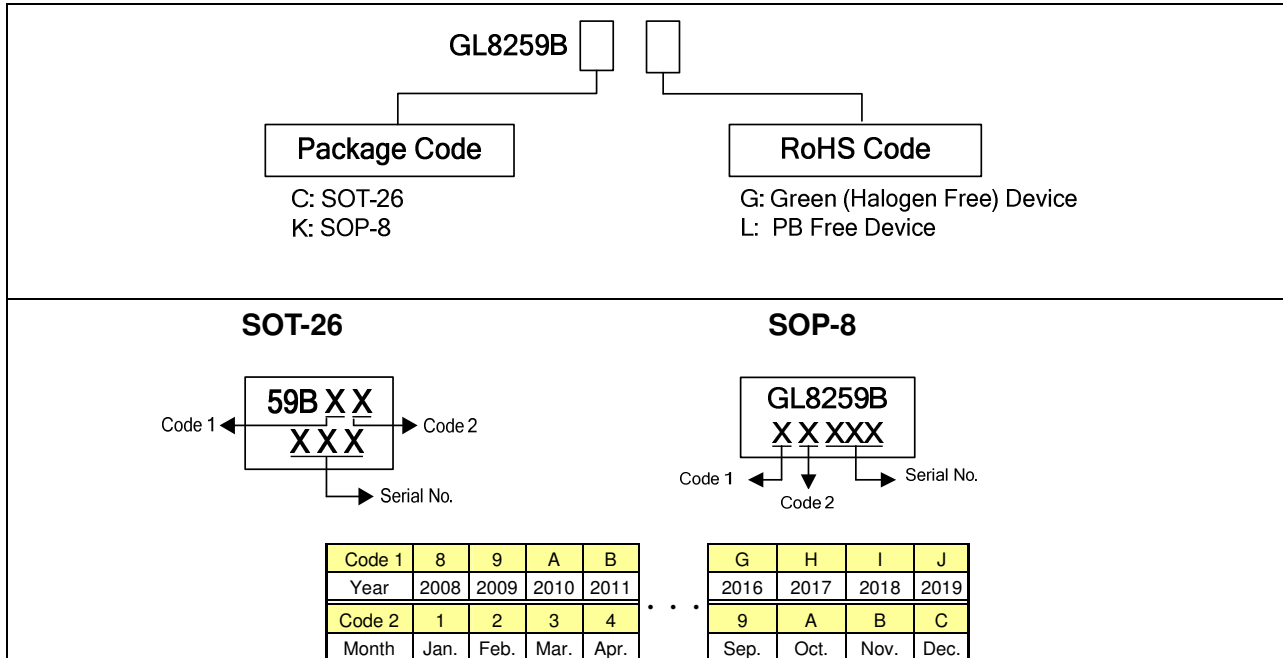 GL8259B
Package Code
RoHS Code
C: SOT-26
K: SOP-8
G: Green (Halogen Free) Device
L: PB Free Device
SOT-26
SOP-8
59B X X
X X X
Code 1
Code 2
Serial No.
GL8259B
X X XXX
Code 1
Code 2
Serial No.
Code 1 8 9 A B G H I J
Year 2008 2009 2010 2011 . . . 2016 2017 2018 2019
Code 2 1 2 3 4 9 A B C
Month Jan. Feb. Mar. Apr. Sep. Oct. Nov. Dec.